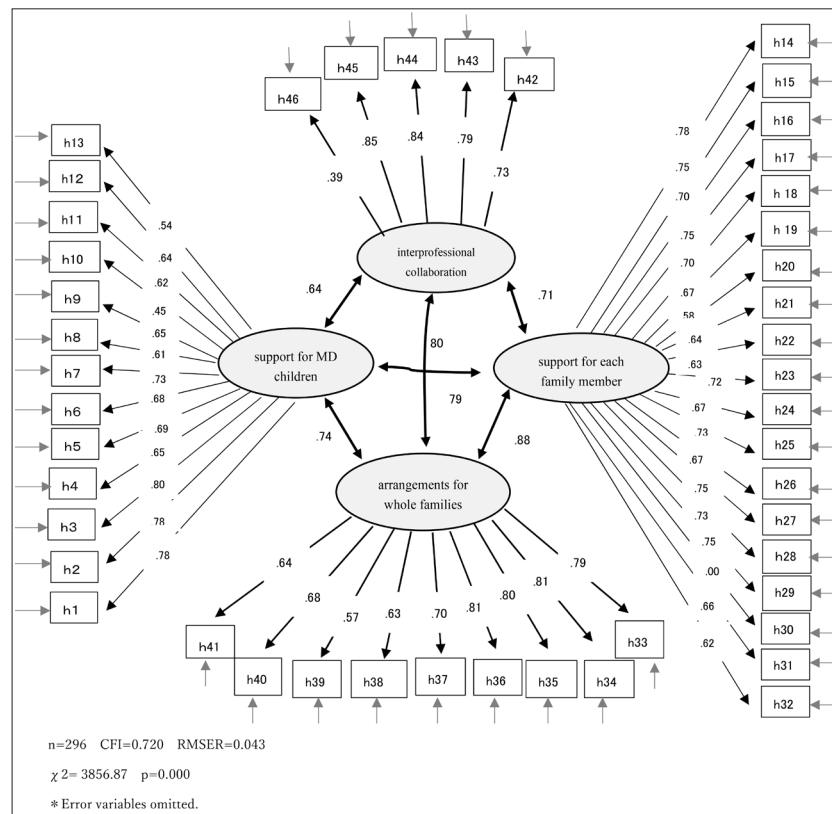 h46
h45
h44
h43
h42
.39
.85
.84
.79
.73
h13
h12
h11
h10
h9
h8
h7
h6
h5
h4
h3
h2
h1
.54
.64
.62
.45
.65
.61
.73
.68
.69
.65
.80
.78
.78
interprofessional
collaboration
.64
.71
support for MD
children
80
79
support for each
family member
.74
.88
arrangements for
whole families
.78
.75
.70
.75
.70
.67
.58
.64
.63
.72
.67
.73
.67
.75
.73
.75
.00
.66
.62
h14
h15
h16
h17
h 18
h 19
h20
h21
h22
h23
h24
h25
h26
h27
h28
h29
h30
h31
h32
.64
.68
.57
.63
.70
.81
.80
.81
.79
h41
h40
h39
h38
h37
h36
h35
h34
h33
n=296 CFI=0.720 RMSER=0.043
χ 2= 3856.87 p=0.000
* Error variables omitted.